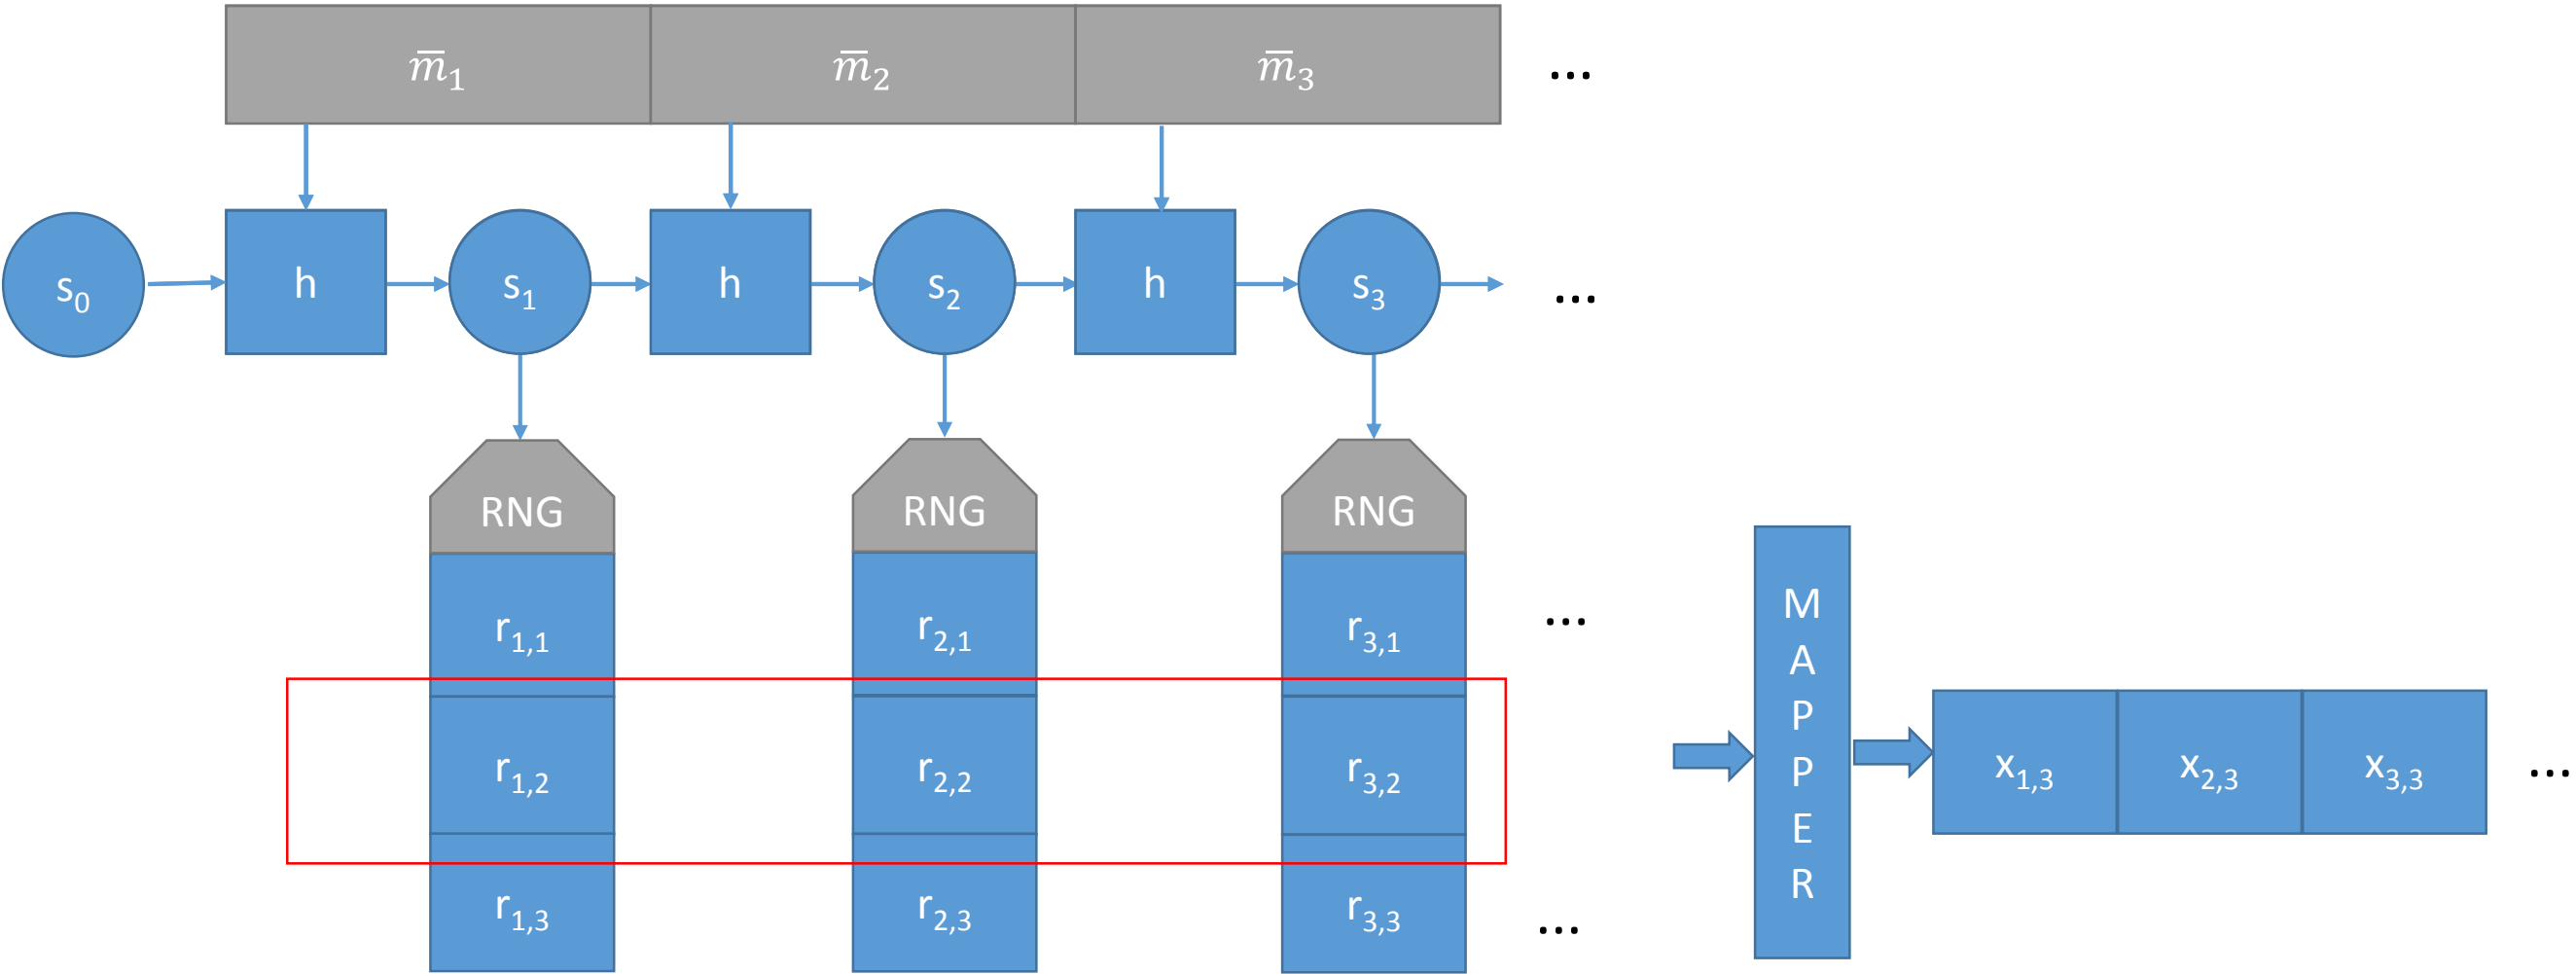 m̅₁ m̅₂ m̅₃ ...
s₀ h s₁ h s₂ h s₃ ...
RNG RNG RNG
r₁,₁ r₂,₁ r₃,₁ ...
r₁,₂ r₂,₂ r₃,₂
r₁,₃ r₂,₃ r₃,₃ ...
MAPPER
x₁,₃ x₂,₃ x₃,₃ ...